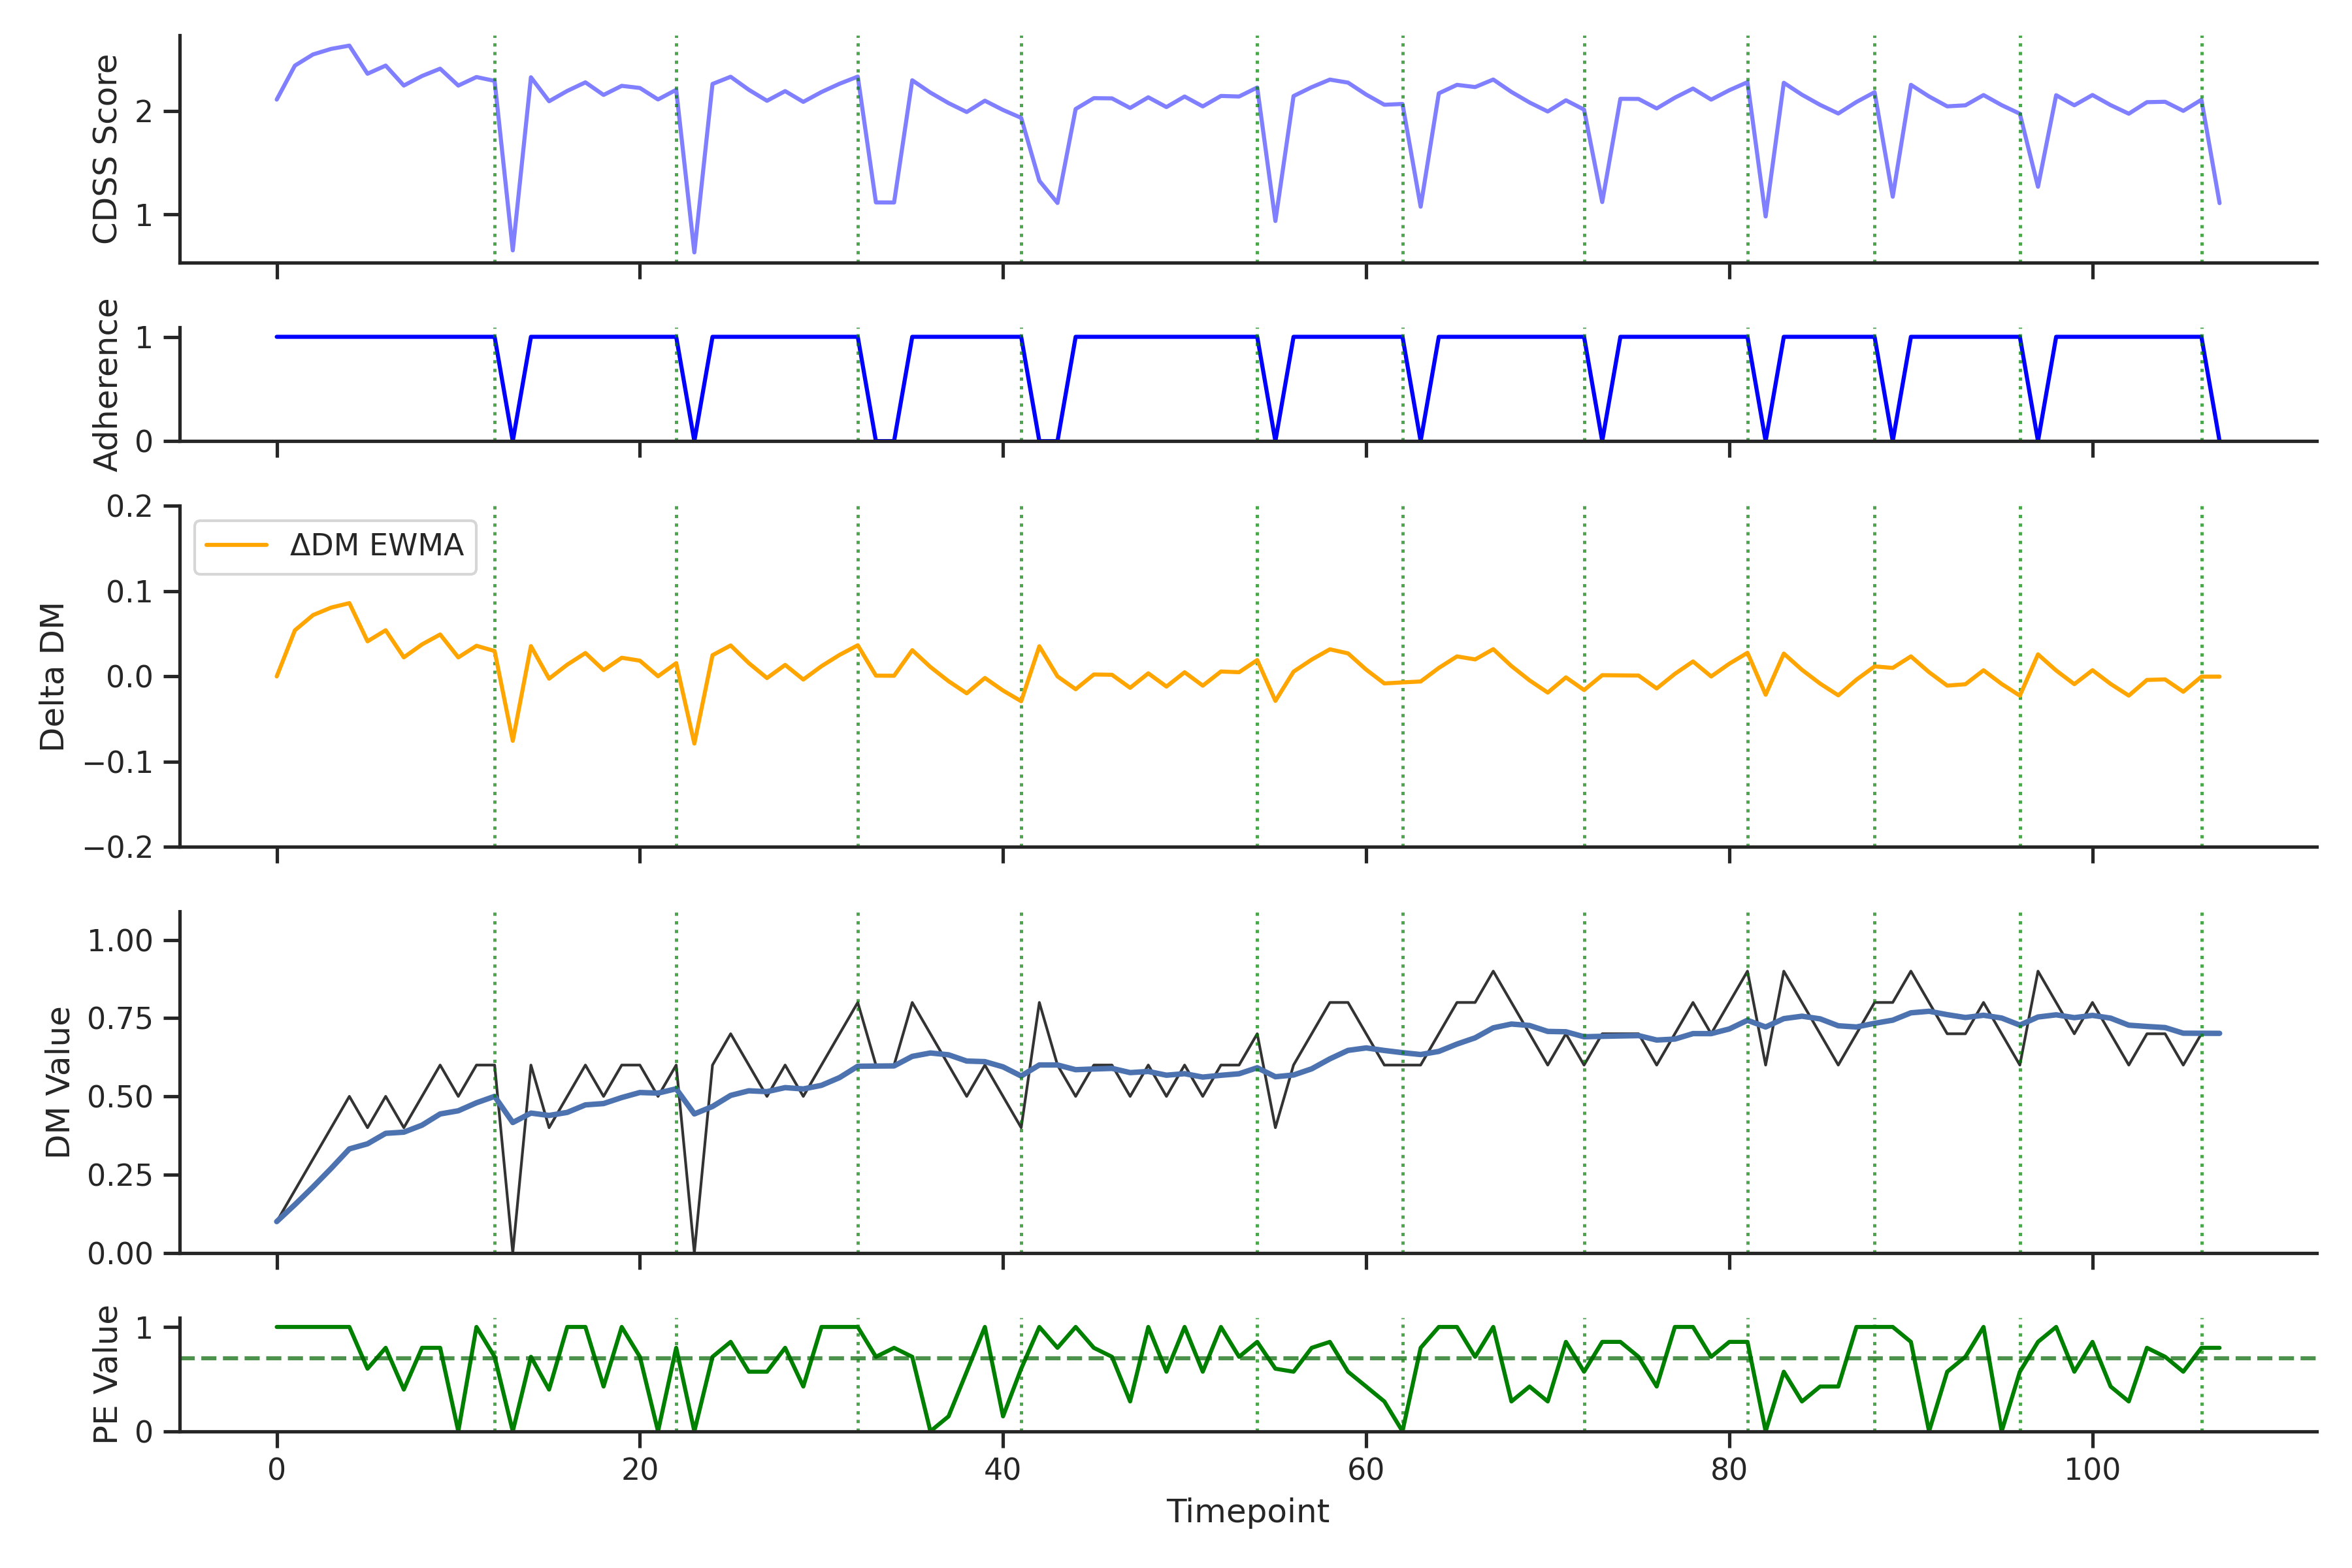 CDSS Score
2
1
Adherence
1
0
Delta DM
0.2
0.1
0.0
−0.1
−0.2
ΔDM EWMA
DM Value
1.00
0.75
0.50
0.25
0.00
PE Value
1
0
0 20 40 60 80 100
Timepoint